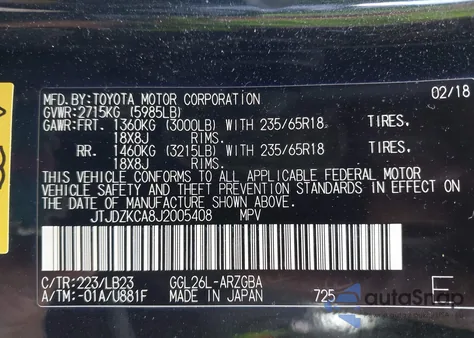 MFD.BY:TOYOTA MOTOR CORPORATION 02/18
GVWR:2715KG (5985LB)
GAWR:FRT. 1360KG (3000LB) WITH 235/65R18 TIRES,
18X8J RIMS.
RR. 1460KG (3215LB) WITH 235/65R18 TIRES,
18X8J RIMS.
THIS VEHICLE CONFORMS TO ALL APPLICABLE FEDERAL MOTOR
VEHICLE SAFETY AND THEFT PREVENTION STANDARDS IN EFFECT ON
THE DATE OF MANUFACTURE SHOWN ABOVE.
JTJDZKCA8J2005408 MPV
C/TR:223/LB23 GGL26L-ARZGBA
A/TM:-01A/U881F MADE IN JAPAN 725 E
autoSnap